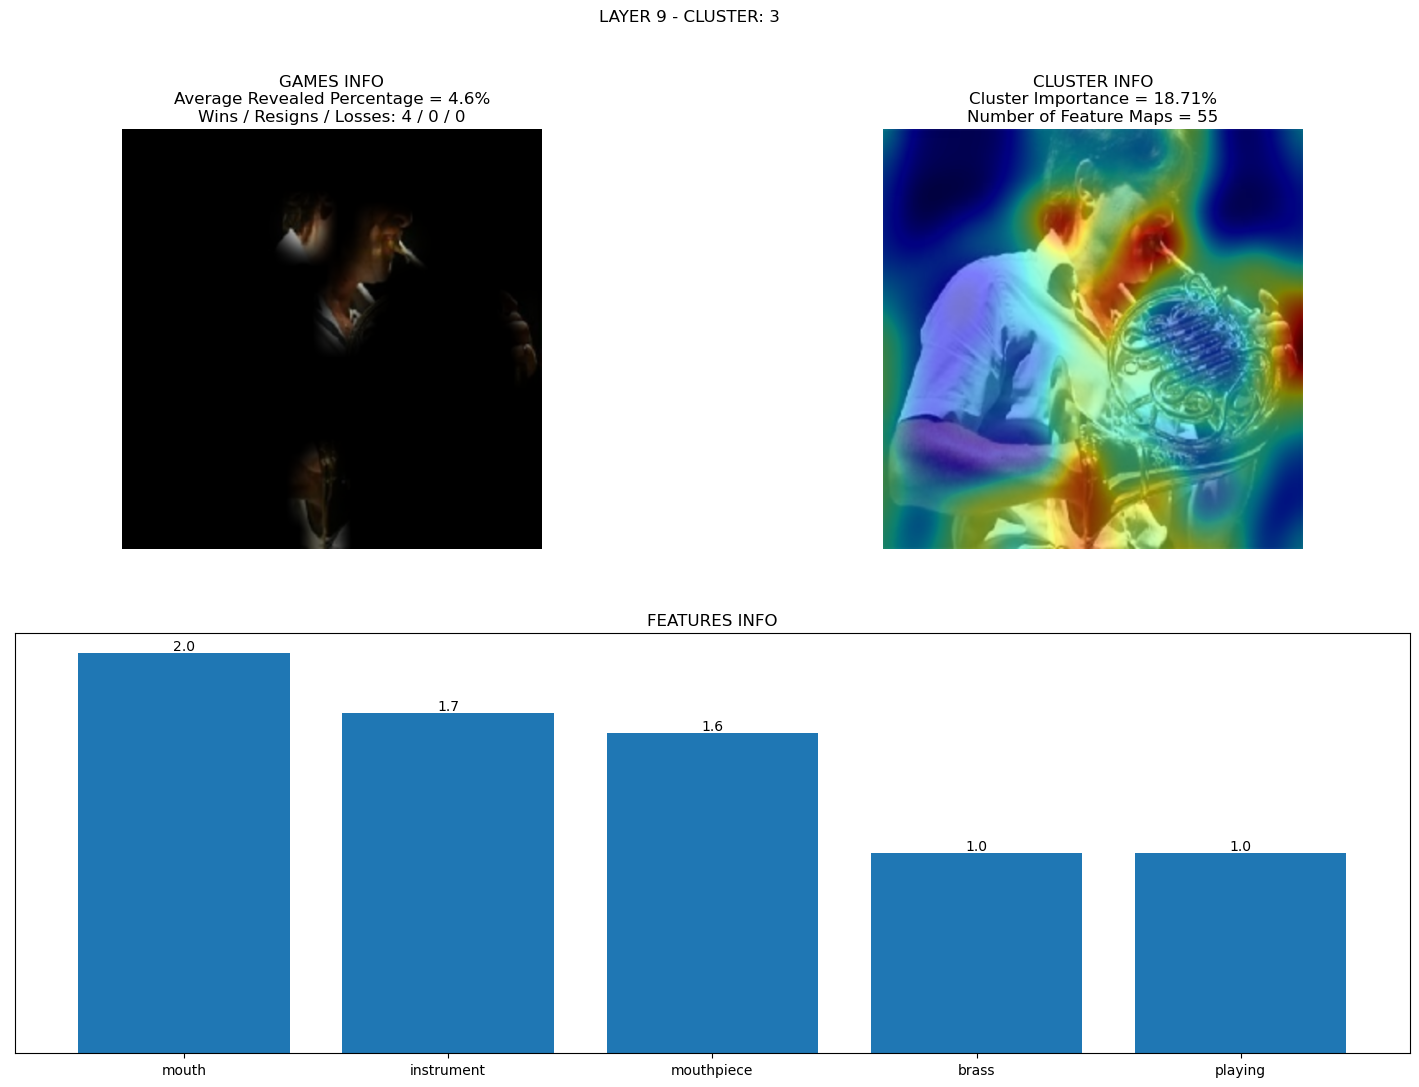 LAYER 9 - CLUSTER: 3
GAMES INFO
Average Revealed Percentage = 4.6%
Wins / Resigns / Losses: 4 / 0 / 0
CLUSTER INFO
Cluster Importance = 18.71%
Number of Feature Maps = 55
FEATURES INFO
2.0
1.7
1.6
1.0
1.0
mouth
instrument
mouthpiece
brass
playing